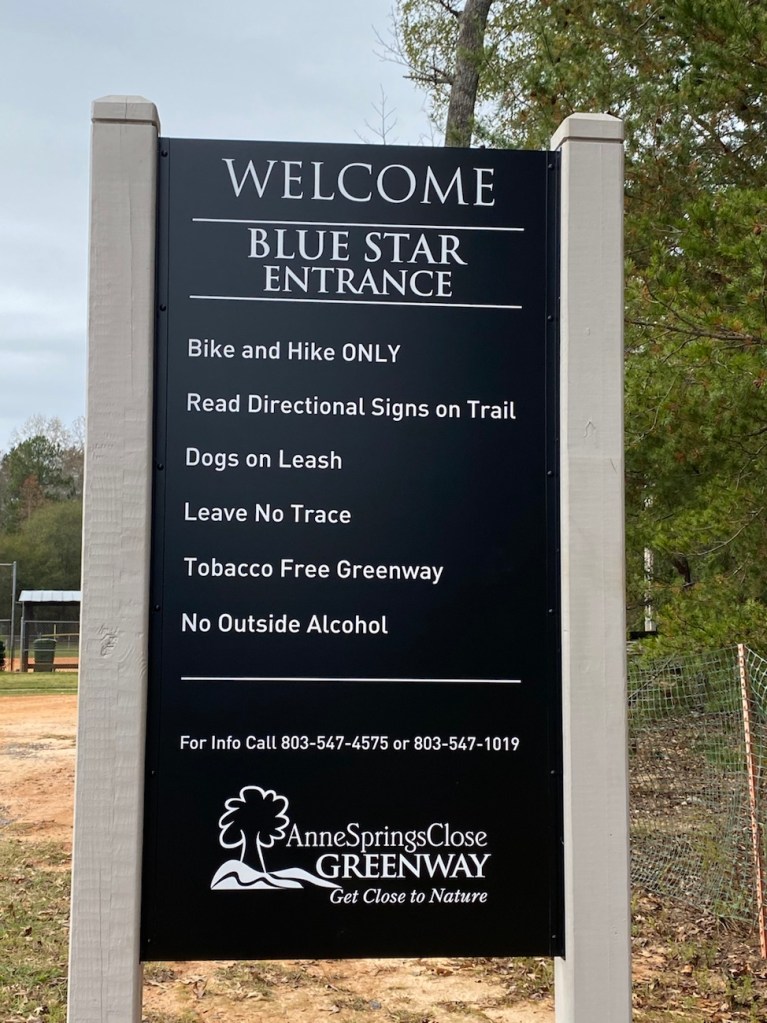 WELCOME
BLUE STAR
ENTRANCE
Bike and Hike ONLY
Read Directional Signs on Trail
Dogs on Leash
Leave No Trace
Tobacco Free Greenway
No Outside Alcohol
For Info Call 803-547-4575 or 803-547-1019
AnneSpringsClose
GREENWAY
Get Close to Nature